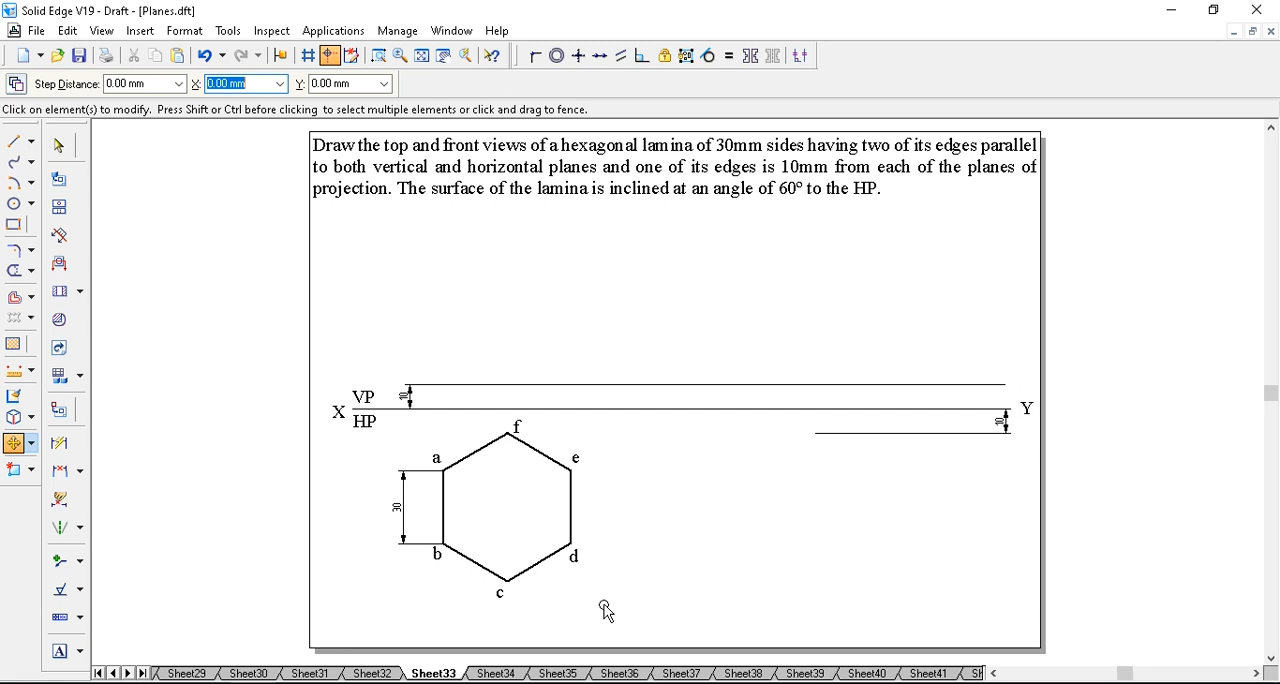 Solid Edge V19 - Draft - [Planes.dft]
File Edit View Insert Format Tools Inspect Applications Manage Window Help
Step Distance: 0.00 mm X: 0.00 mm Y: 0.00 mm
Click on element(s) to modify. Press Shift or Ctrl before clicking to select multiple elements or click and drag to fence.
Draw the top and front views of a hexagonal lamina of 30mm sides having two of its edges parallel
to both vertical and horizontal planes and one of its edges is 10mm from each of the planes of
projection. The surface of the lamina is inclined at an angle of 60° to the HP.
VP 10
X Y
HP 10
f
a e
30
b d
c
A
Sheet29 Sheet30 Sheet31 Sheet32 Sheet33 Sheet34 Sheet35 Sheet36 Sheet37 Sheet38 Sheet39 Sheet40 Sheet41 Sh